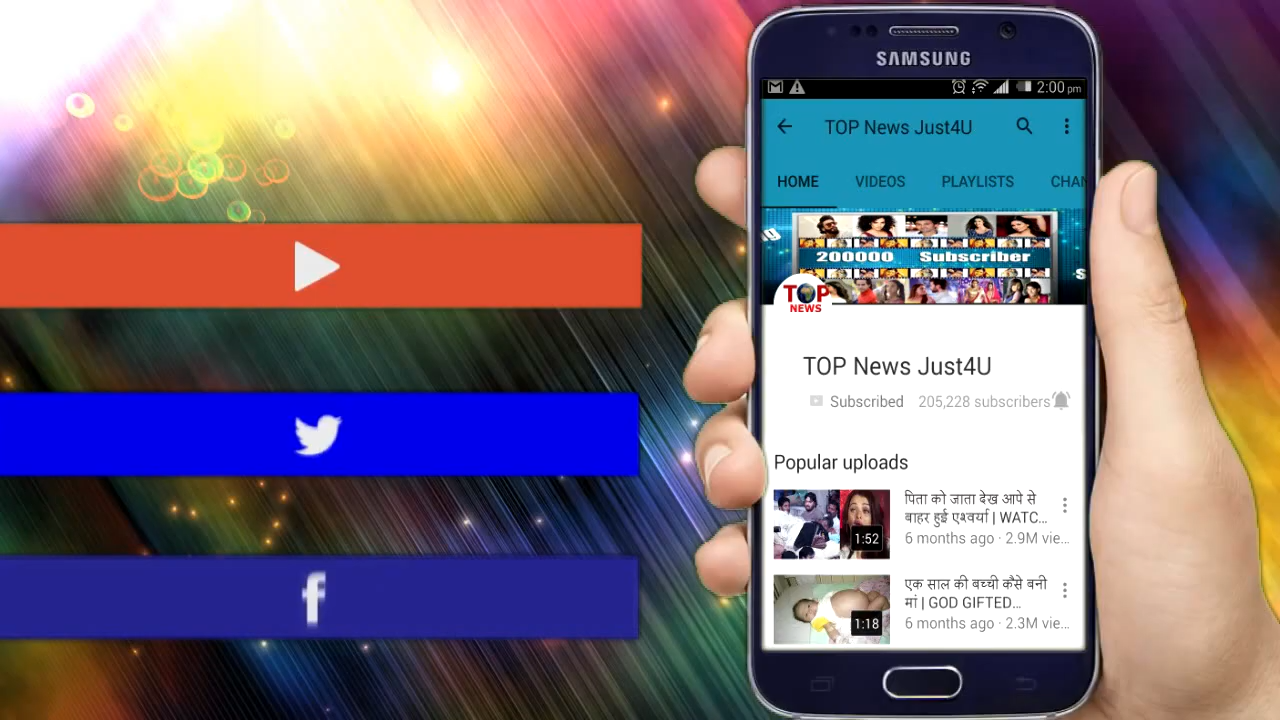 SAMSUNG
2:00 pm
TOP News Just4U
HOME VIDEOS PLAYLISTS CHAN
200000 Subscriber
TOP
NEWS
TOP News Just4U
Subscribed 205,228 subscribers
Popular uploads
पिता को जाता देख आपे से
बाहर हुई एश्वर्या | WATC...
6 months ago · 2.9M vie...
1:52
एक साल की बच्ची कैसे बनी
मां | GOD GIFTED...
6 months ago · 2.3M vie...
1:18